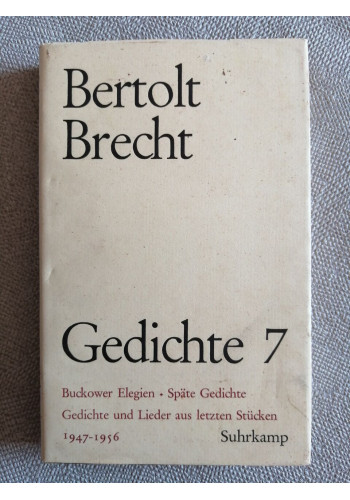 Bertolt
Brecht
Gedichte 7
Buckower Elegien • Späte Gedichte
Gedichte und Lieder aus letzten Stücken
1947-1956
Suhrkamp